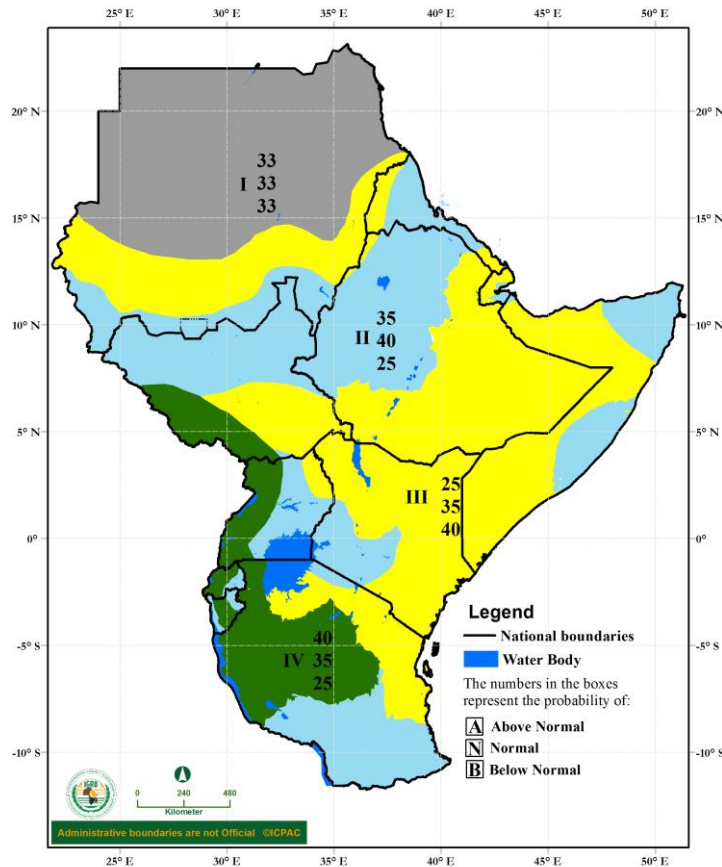 25° E 30° E 35° E 40° E 45° E 50° E
20° N 20° N
33
I 33
33
15° N 15° N
10° N 10° N
35
II 40
25
5° N 5° N
25
III 35
40
0° 0°
Legend
National boundaries
Water Body
The numbers in the boxes
represent the probability of:
A Above Normal
N Normal
B Below Normal
40
IV 35
25
-5° S -5° S
-10° S -10° S
IGAD
0 240 480
Kilometer
Administrative boundaries are not Official ©ICPAC
25° E 30° E 35° E 40° E 45° E 50° E